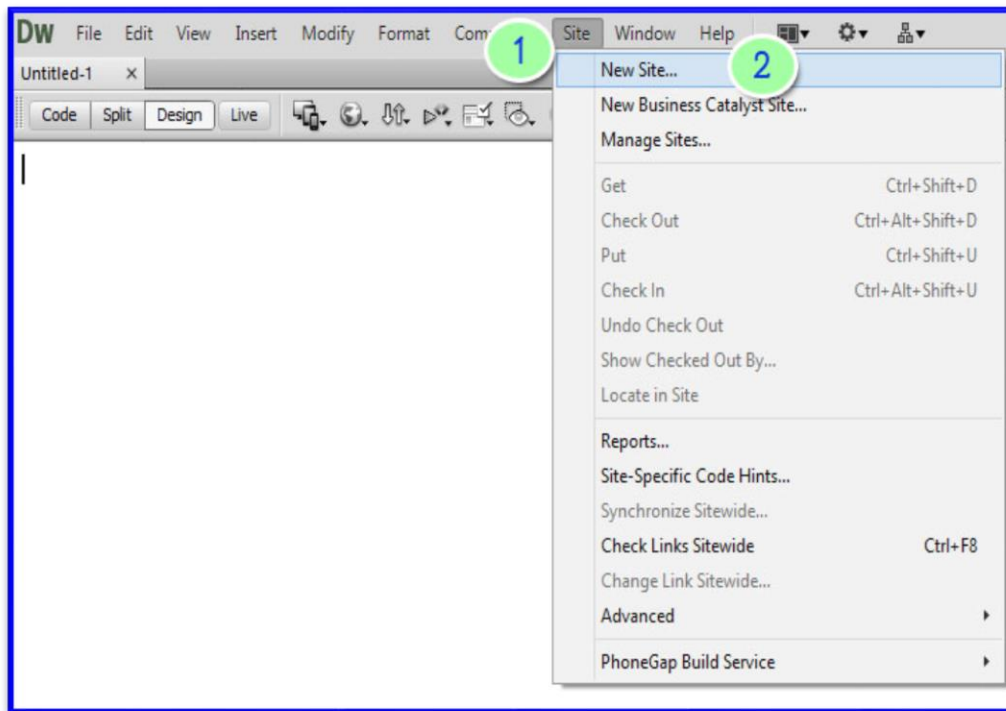 Dw File Edit View Insert Modify Format Com 1 Site Window Help
Untitled-1 ×
Code Split Design Live
New Site... 2
New Business Catalyst Site...
Manage Sites...
Get Ctrl+Shift+D
Check Out Ctrl+Alt+Shift+D
Put Ctrl+Shift+U
Check In Ctrl+Alt+Shift+U
Undo Check Out
Show Checked Out By...
Locate in Site
Reports...
Site-Specific Code Hints...
Synchronize Sitewide...
Check Links Sitewide Ctrl+F8
Change Link Sitewide...
Advanced
PhoneGap Build Service